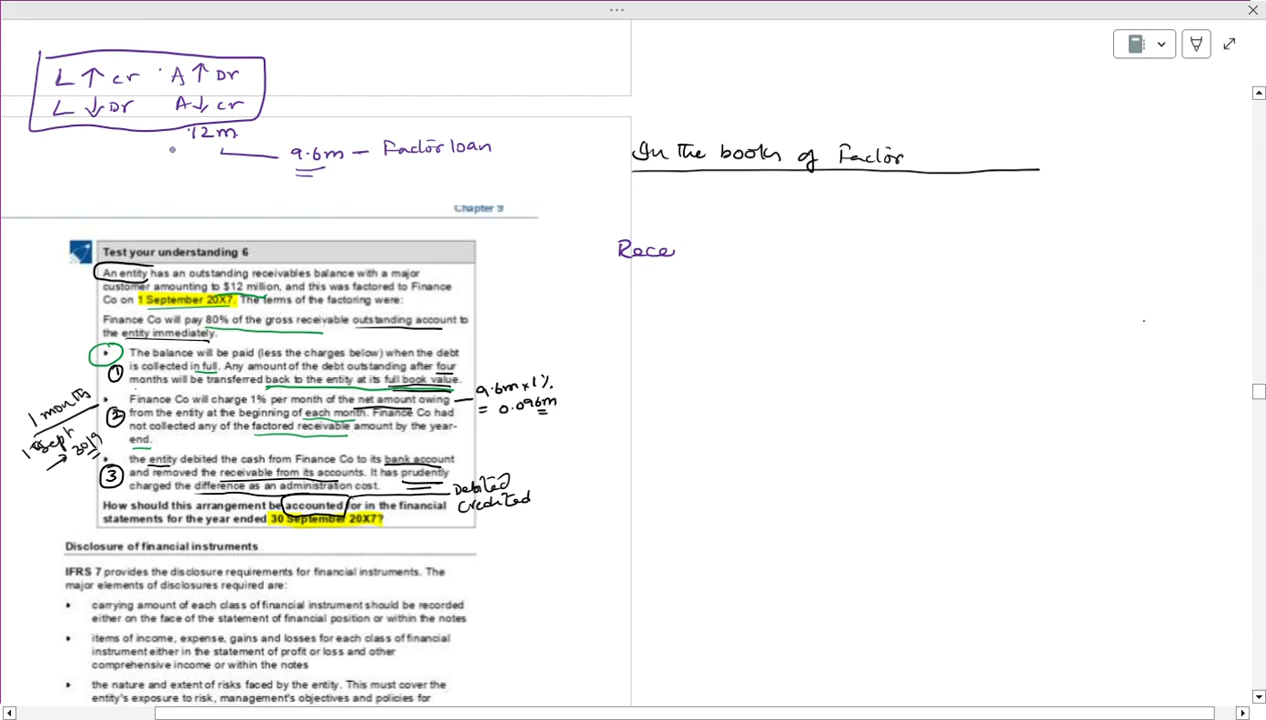 L ↑ cr A ↑ Dr
L ↓ Dr A ↓ cr
12m
9.6m — Factor loan
In the books of Factor
Rece
Chapter 9
Test your understanding 6
An entity has an outstanding receivables balance with a major
customer amounting to $12 million, and this was factored to Finance
Co on 1 September 20X7. The terms of the factoring were:
Finance Co will pay 80% of the gross receivable outstanding account to
the entity immediately.
• The balance will be paid (less the charges below) when the debt
is collected in full. Any amount of the debt outstanding after four
months will be transferred back to the entity at its full book value.
①
• Finance Co will charge 1% per month of the net amount owing
from the entity at the beginning of each month. Finance Co had
not collected any of the factored receivable amount by the year-
end.
②
9.6m x 1%
= 0.096m
1 months
1 Sept → 2019
• the entity debited the cash from Finance Co to its bank account
and removed the receivable from its accounts. It has prudently
charged the difference as an administration cost.
③
Debited
Credited
How should this arrangement be accounted for in the financial
statements for the year ended 30 September 20X7?
Disclosure of financial instruments
IFRS 7 provides the disclosure requirements for financial instruments. The
major elements of disclosures required are:
• carrying amount of each class of financial instrument should be recorded
either on the face of the statement of financial position or within the notes
• items of income, expense, gains and losses for each class of financial
instrument either in the statement of profit or loss and other
comprehensive income or within the notes
• the nature and extent of risks faced by the entity. This must cover the
entity's exposure to risk, management's objectives and policies for